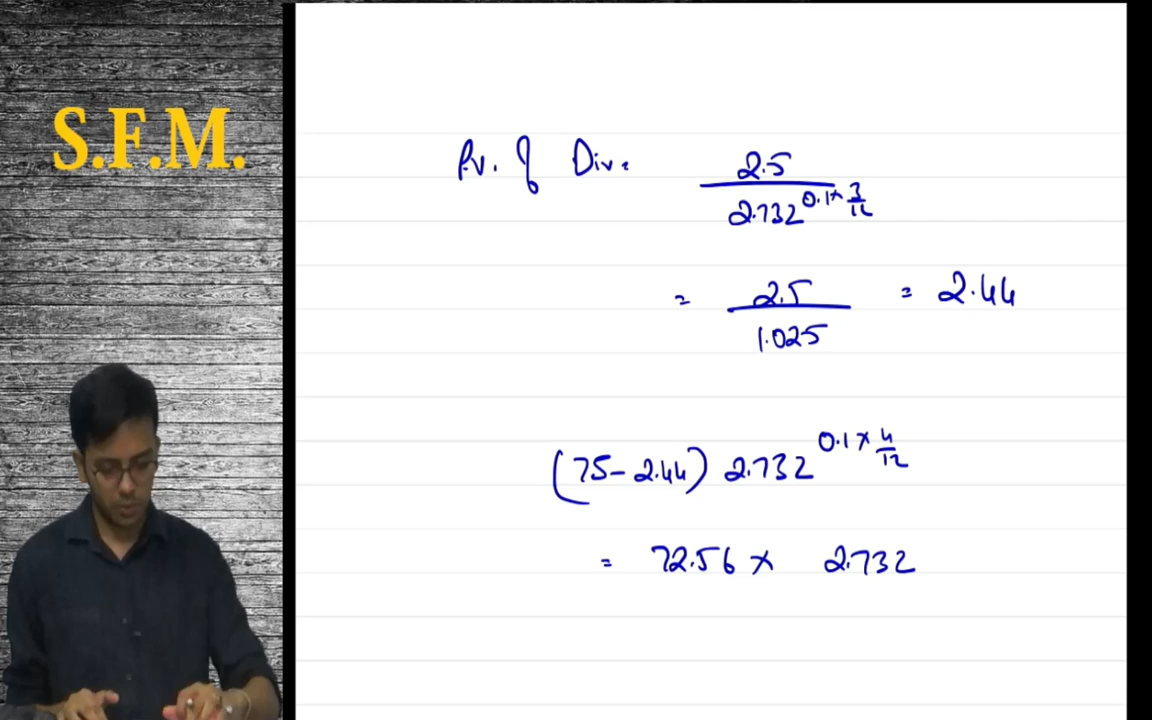 S.F.M.
Pv. of Div =
2.5
2.732^0.1 × 3/12
= 2.5/1.025 = 2.44
(75 - 2.44) 2.732^0.1 × 4/12
= 72.56 × 2.732